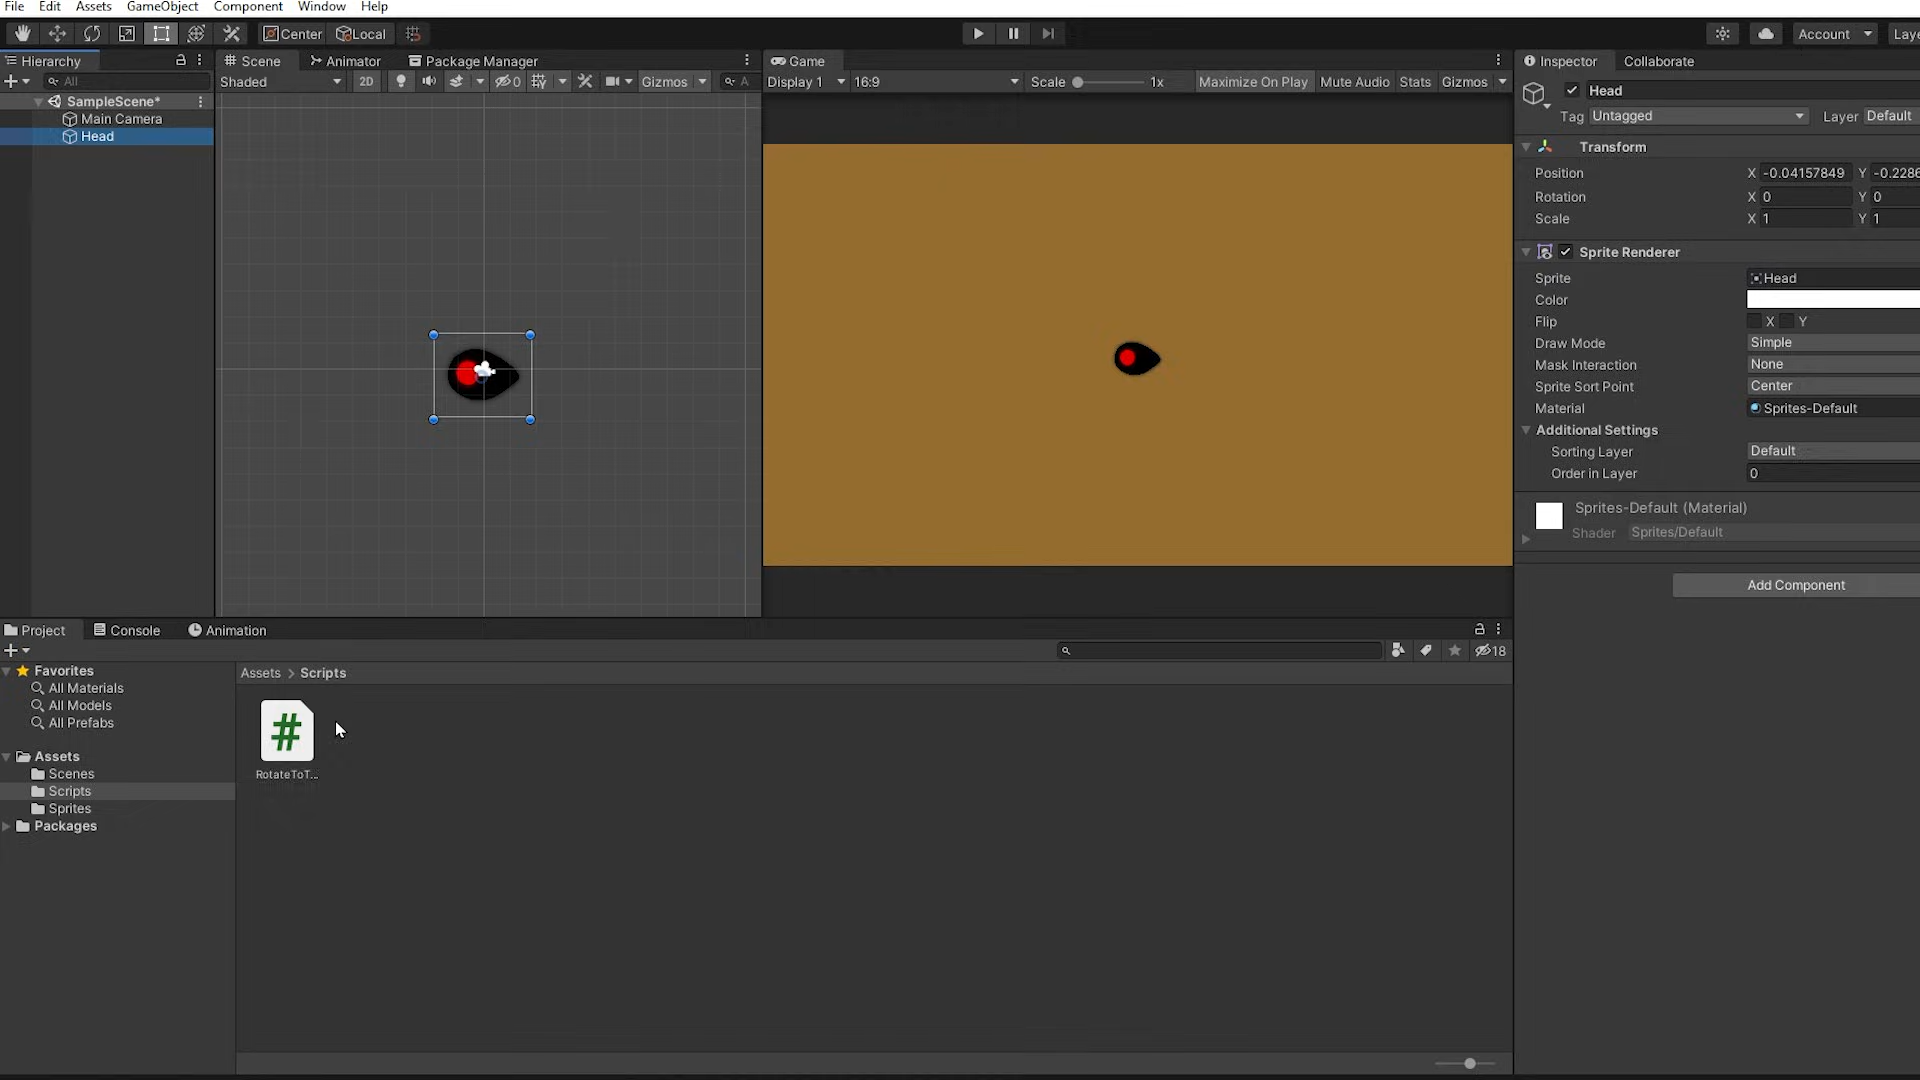 File Edit Assets GameObject Component Window Help
Center Local Account Laye
Hierarchy
All
SampleScene*
Main Camera
Head
Scene Animator Package Manager
Shaded 2D 0 Gizmos A
Game
Display 1 16:9 Scale 1x Maximize On Play Mute Audio Stats Gizmos
Inspector Collaborate
Head
Tag Untagged Layer Default
Transform
Position X -0.04157849 Y -0.2286
Rotation X 0 Y 0
Scale X 1 Y 1
Sprite Renderer
Sprite Head
Color
Flip X Y
Draw Mode Simple
Mask Interaction None
Sprite Sort Point Center
Material Sprites-Default
Additional Settings
Sorting Layer Default
Order in Layer 0
Sprites-Default (Material)
Shader Sprites/Default
Add Component
Project Console Animation
18
Favorites
All Materials
All Models
All Prefabs
Assets
Scenes
Scripts
Sprites
Packages
Assets > Scripts
#
RotateToT...